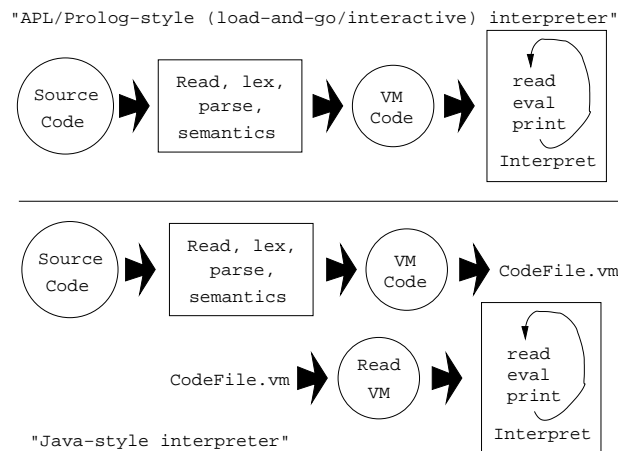 "APL/Prolog-style (load-and-go/interactive) interpreter"
Source
Code
Read, lex,
parse,
semantics
VM
Code
read
eval
print
Interpret
Source
Code
Read, lex,
parse,
semantics
VM
Code
CodeFile.vm
CodeFile.vm
Read
VM
read
eval
print
Interpret
"Java-style interpreter"